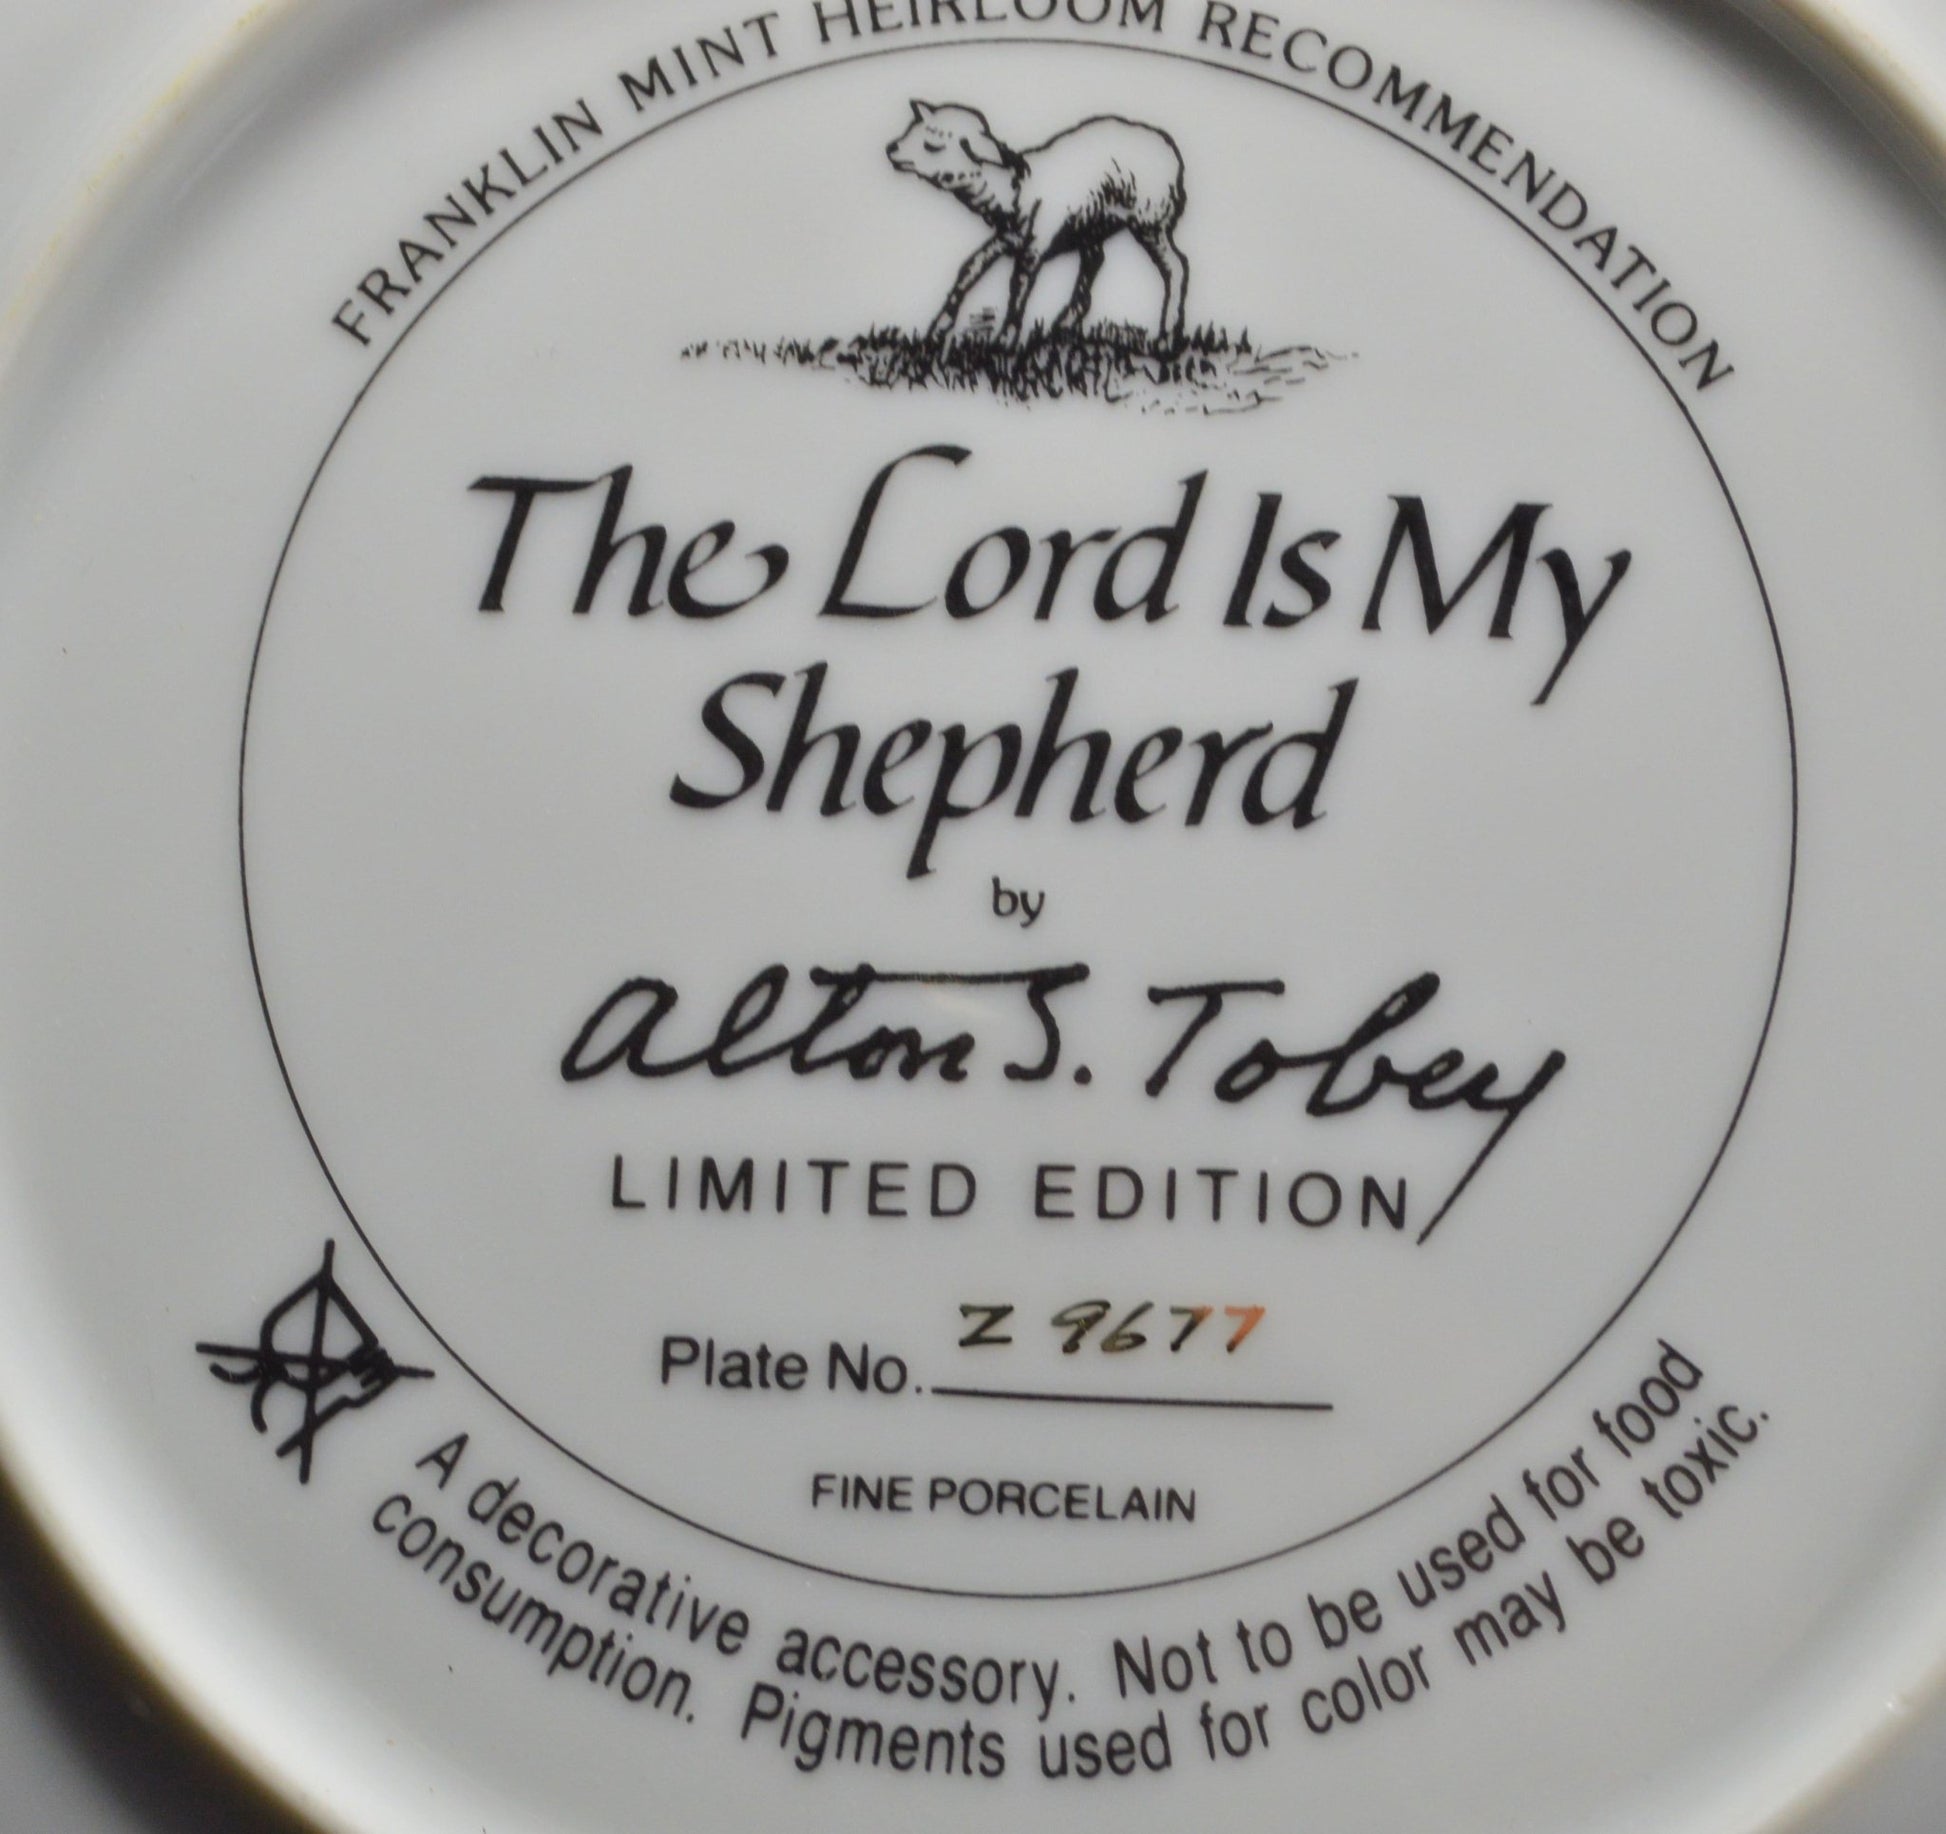 FRANKLIN MINT HEIRLOOM RECOMMENDATION
The Lord Is My
Shepherd
by
Alton S. Tobey
LIMITED EDITION
Plate No. Z 9677
FINE PORCELAIN
A decorative accessory. Not to be used for food
consumption. Pigments used for color may be toxic.